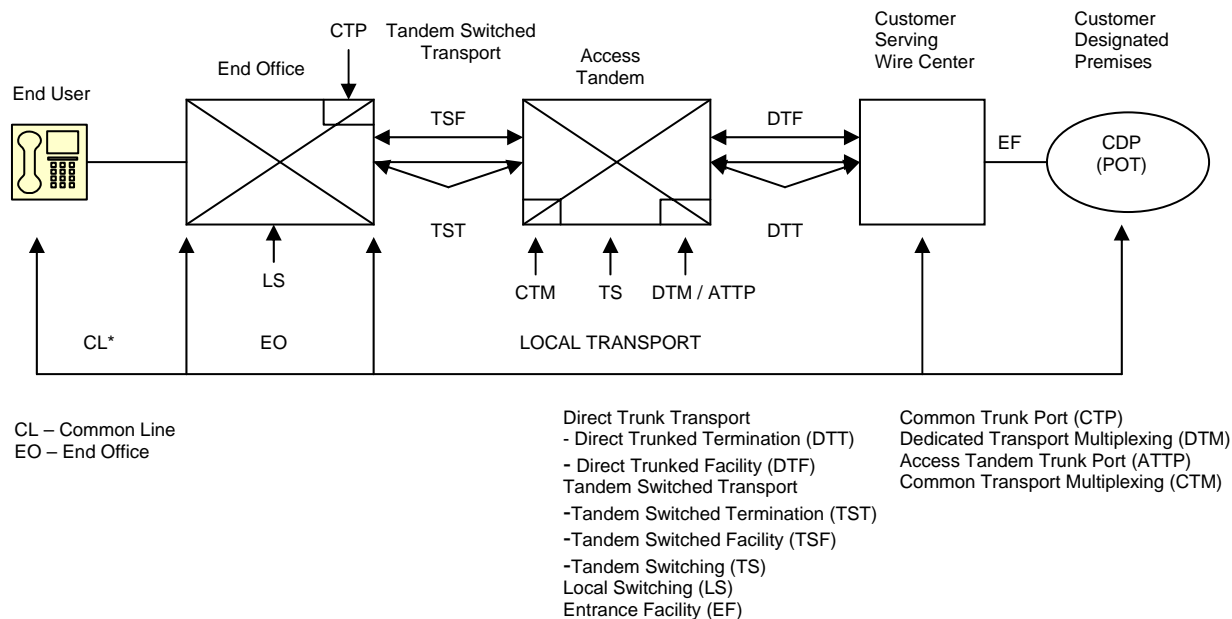 CTP
Tandem Switched
Transport
End Office
Access
Tandem
Customer
Serving
Wire Center
Customer
Designated
Premises
End User
TSF
DTF
EF
CDP
(POT)
TST
DTT
LS
CTM
TS
DTM / ATTP
CL*
EO
LOCAL TRANSPORT
CL – Common Line
EO – End Office
Direct Trunk Transport
- Direct Trunked Termination (DTT)
- Direct Trunked Facility (DTF)
Tandem Switched Transport
-Tandem Switched Termination (TST)
-Tandem Switched Facility (TSF)
-Tandem Switching (TS)
Local Switching (LS)
Entrance Facility (EF)
Common Trunk Port (CTP)
Dedicated Transport Multiplexing (DTM)
Access Tandem Trunk Port (ATTP)
Common Transport Multiplexing (CTM)